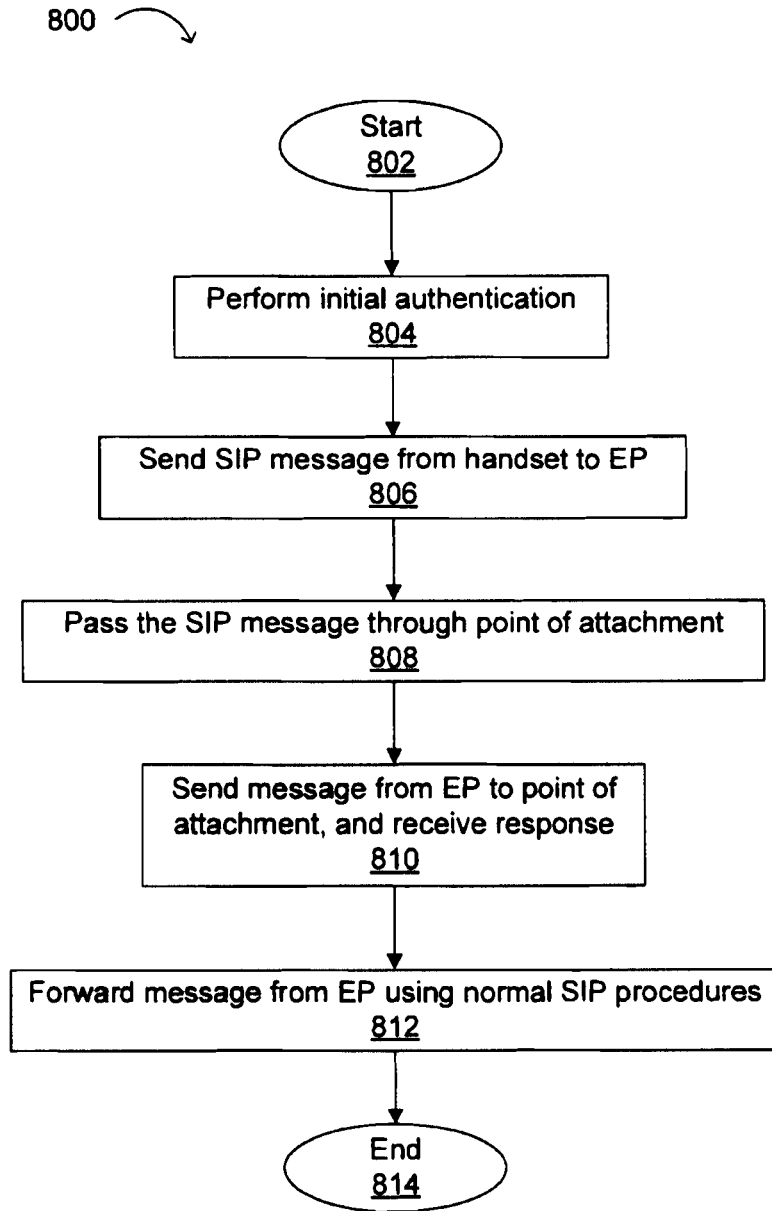 800
Start
802
Perform initial authentication
804
Send SIP message from handset to EP
806
Pass the SIP message through point of attachment
808
Send message from EP to point of
attachment, and receive response
810
Forward message from EP using normal SIP procedures
812
End
814